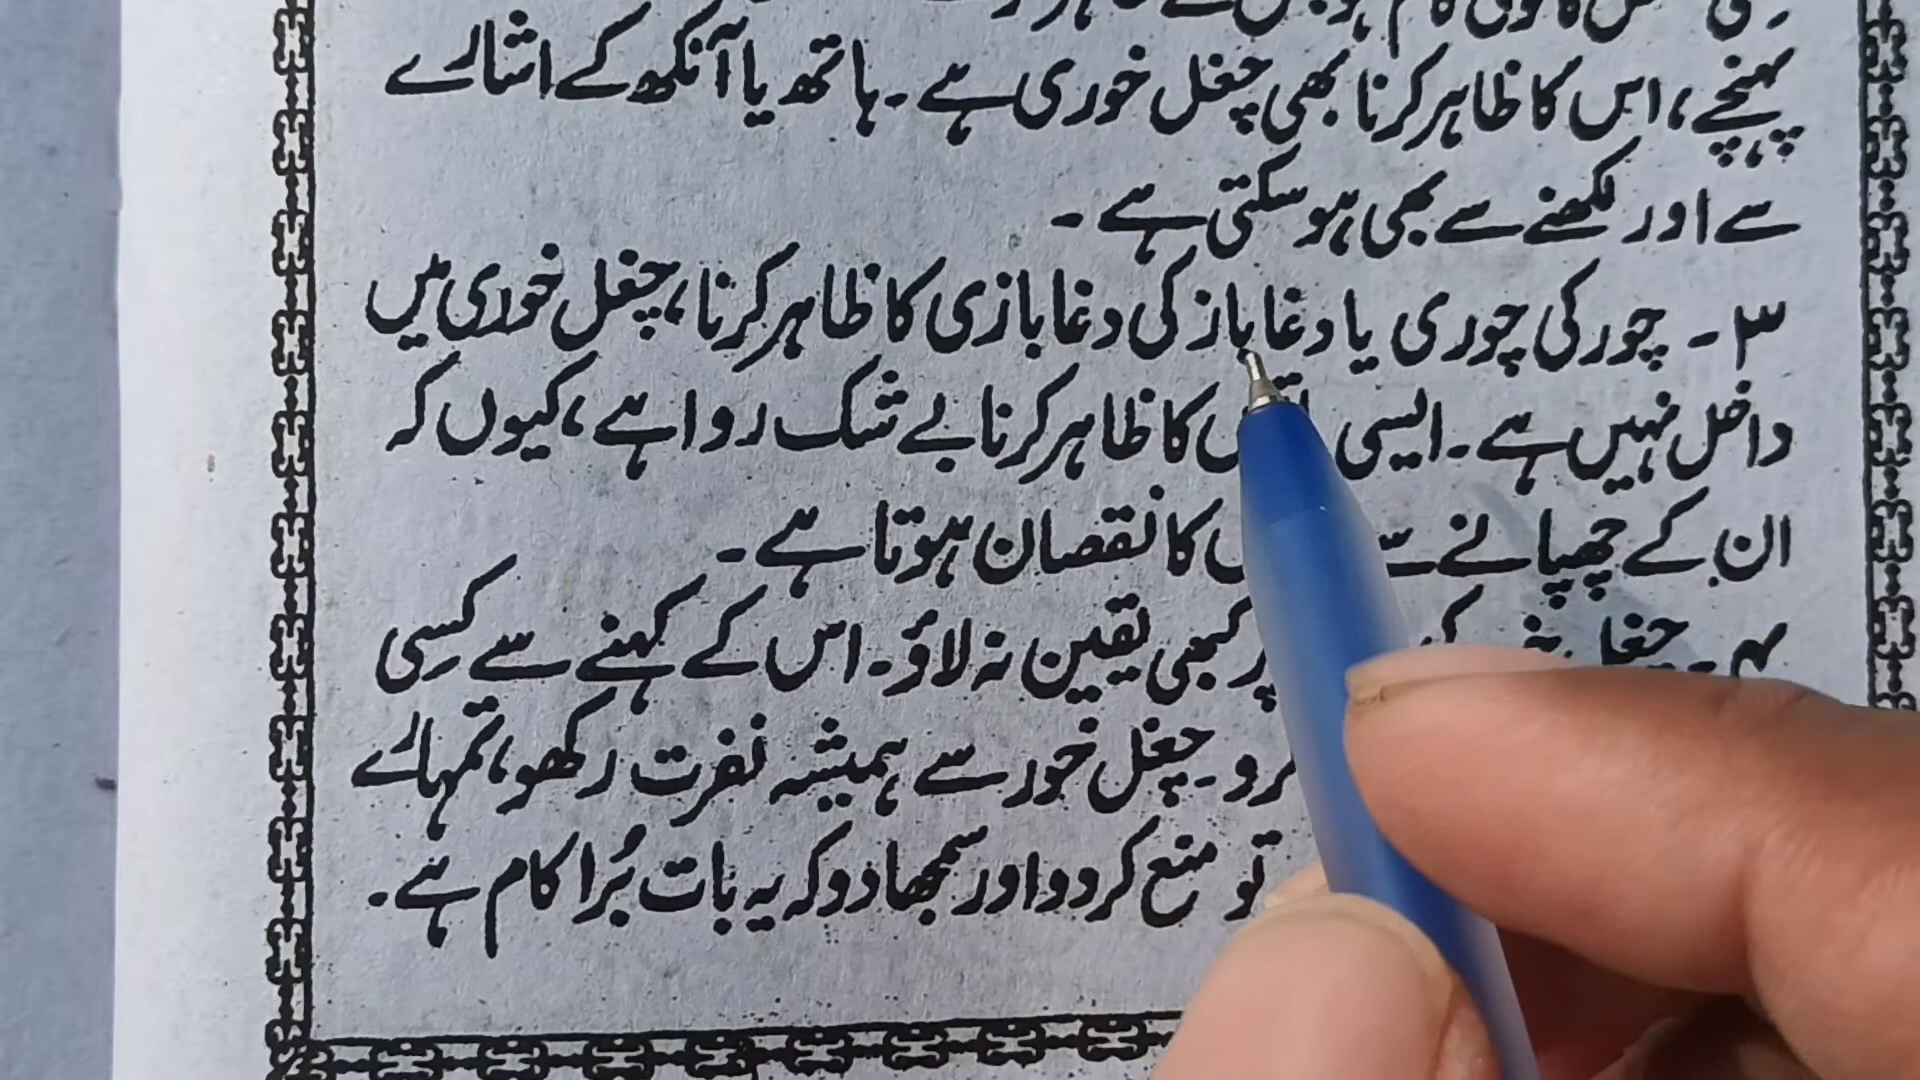 پہنچے، اس کا ظاہر کرنا بھی چغل خوری ہے ۔ ہاتھ یا آنکھ کے اشارے
سے اور لکھنے سے بھی ہو سکتی ہے ۔
۳ ۔ چور کی چوری یا دغا باز کی دغا بازی کا ظاہر کرنا، چغل خوری میں
داخل نہیں ہے ۔ ایسی کا ظاہر کرنا بے شک روا ہے، کیوں کہ
ان کے چھپانے سے کا نقصان ہوتا ہے ۔
۴ ۔ پر کبھی یقین نہ لاؤ ۔ اس کے کہنے سے کِسی
کرو ۔ چغل خور سے ہمیشہ نفرت رکھو، تمہارے
تو منع کر دو اور سمجھا دو کہ یہ بات بُرا کام ہے ۔